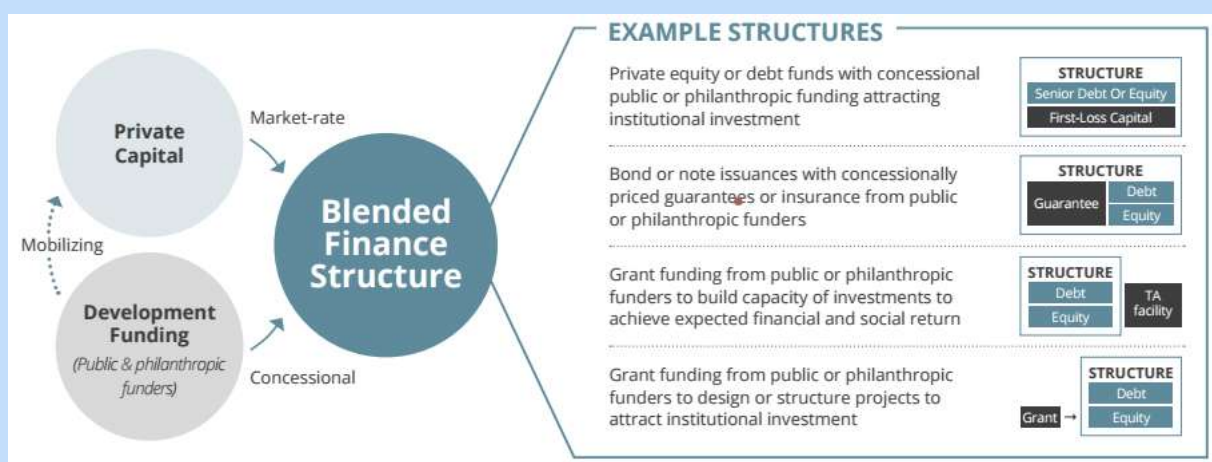 Private
Capital
Market-rate
Mobilizing
Development
Funding
(Public & philanthropic
funders)
Concessional
Blended
Finance
Structure
EXAMPLE STRUCTURES
Private equity or debt funds with concessional
public or philanthropic funding attracting
institutional investment
STRUCTURE
Senior Debt Or Equity
First-Loss Capital
Bond or note issuances with concessionally
priced guarantees or insurance from public
or philanthropic funders
STRUCTURE
Guarantee
Debt
Equity
Grant funding from public or philanthropic
funders to build capacity of investments to
achieve expected financial and social return
STRUCTURE
Debt
Equity
TA
facility
Grant funding from public or philanthropic
funders to design or structure projects to
attract institutional investment
Grant →
STRUCTURE
Debt
Equity